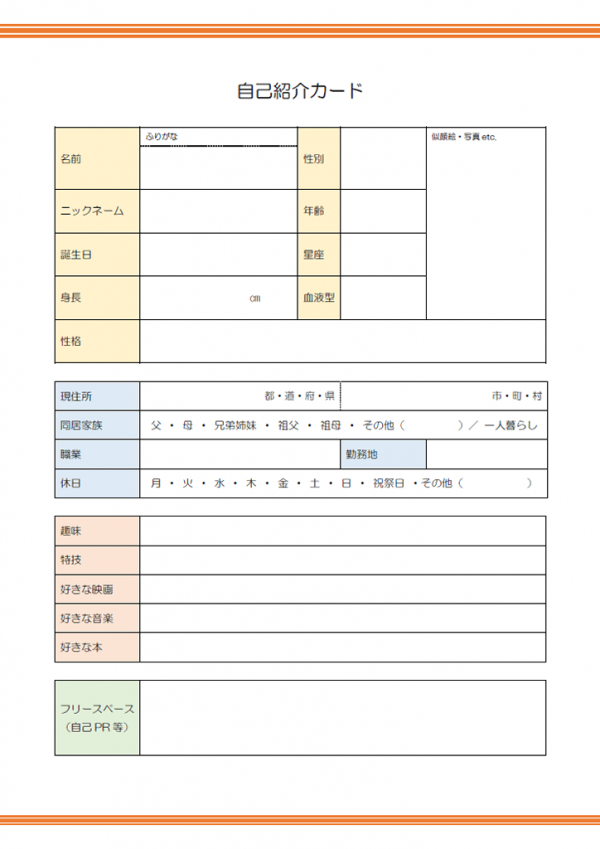 自己紹介カード
ふりがな
名前
性別
似顔絵・写真 etc.
ニックネーム
年齢
誕生日
星座
身長
cm
血液型
性格
現住所
都・道・府・県
市・町・村
同居家族
父 ・ 母 ・ 兄弟姉妹 ・ 祖父 ・ 祖母 ・ その他（　　　　　）／ 一人暮らし
職業
勤務地
休日
月 ・ 火 ・ 水 ・ 木 ・ 金 ・ 土 ・ 日 ・ 祝祭日 ・その他（　　　　　　）
趣味
特技
好きな映画
好きな音楽
好きな本
フリースペース
（自己 PR 等）